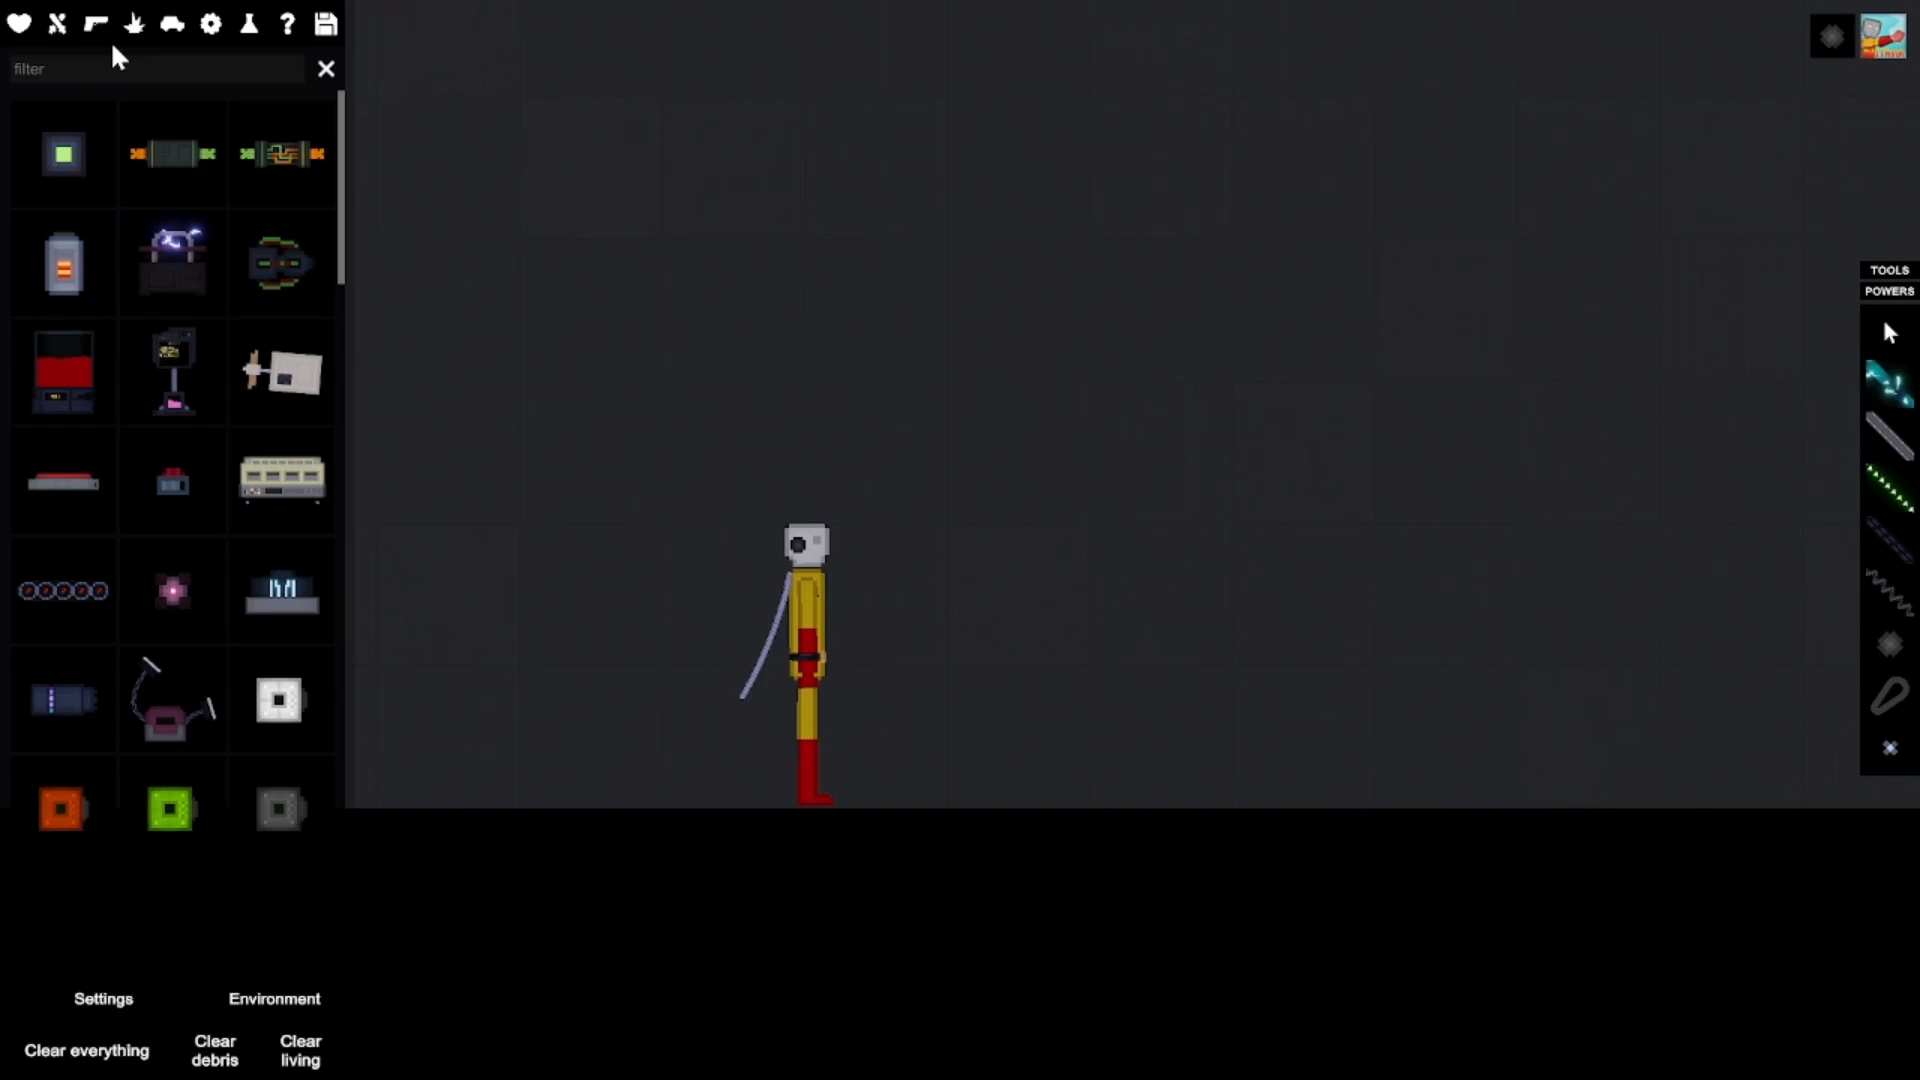 filter
TOOLS
POWERS
Settings
Environment
Clear everything
Clear
debris
Clear
living